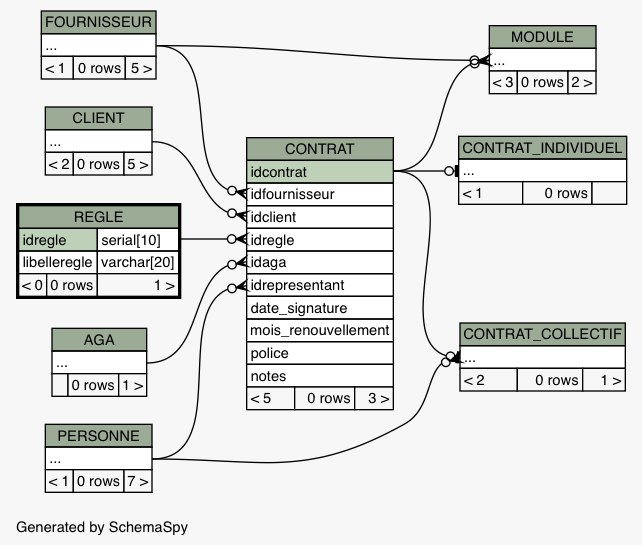 FOURNISSEUR
...
< 1 0 rows 5 >
CLIENT
...
< 2 0 rows 5 >
REGLE
idregle serial[10]
libelleregle varchar[20]
< 0 0 rows 1 >
AGA
...
0 rows 1 >
PERSONNE
...
< 1 0 rows 7 >
CONTRAT
idcontrat
idfournisseur
idclient
idregle
idaga
idrepresentant
date_signature
mois_renouvellement
police
notes
< 5 0 rows 3 >
MODULE
...
< 3 0 rows 2 >
CONTRAT_INDIVIDUEL
...
< 1 0 rows
CONTRAT_COLLECTIF
...
< 2 0 rows 1 >
Generated by SchemaSpy